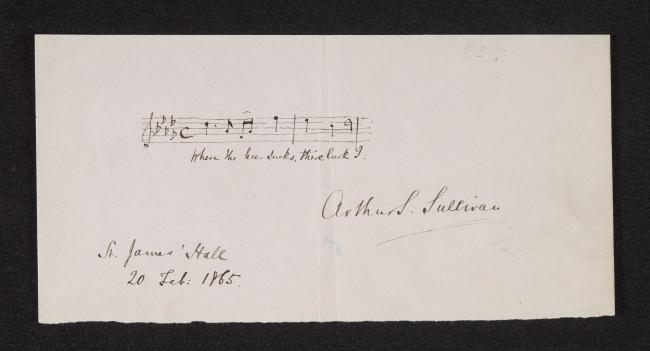 Where the bee sucks, there lurk I.
Arthur S. Sullivan
St. James' Hall
20 Feb: 1865.